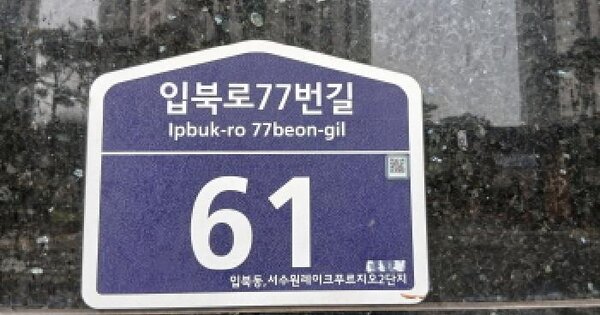 입북로77번길
Ipbuk-ro 77beon-gil
61
입북동, 서수원레이크푸르지오2단지